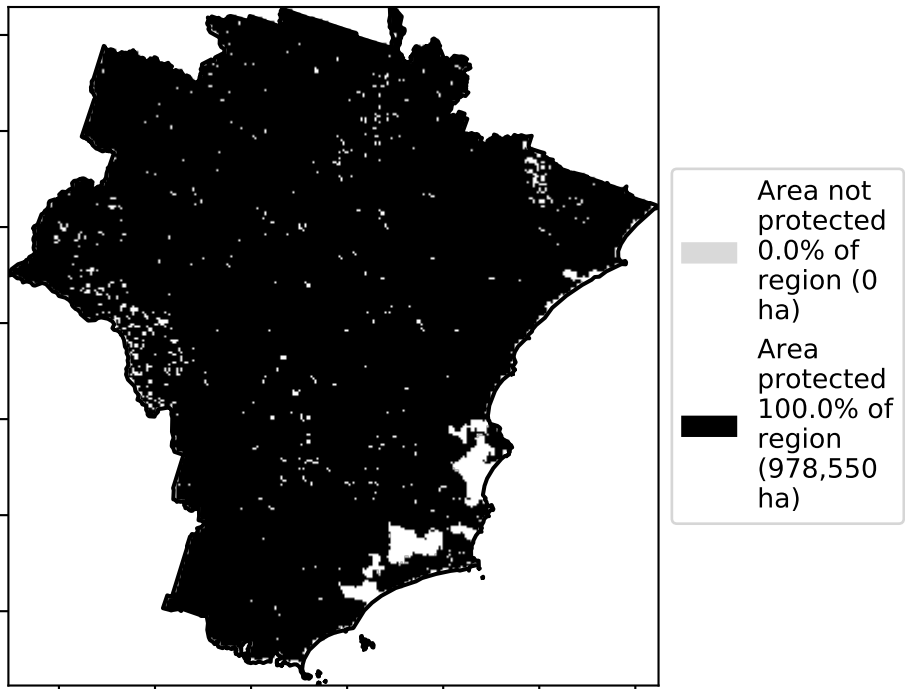 Area not
protected
0.0% of
region (0
ha)
Area
protected
100.0% of
region
(978,550
ha)